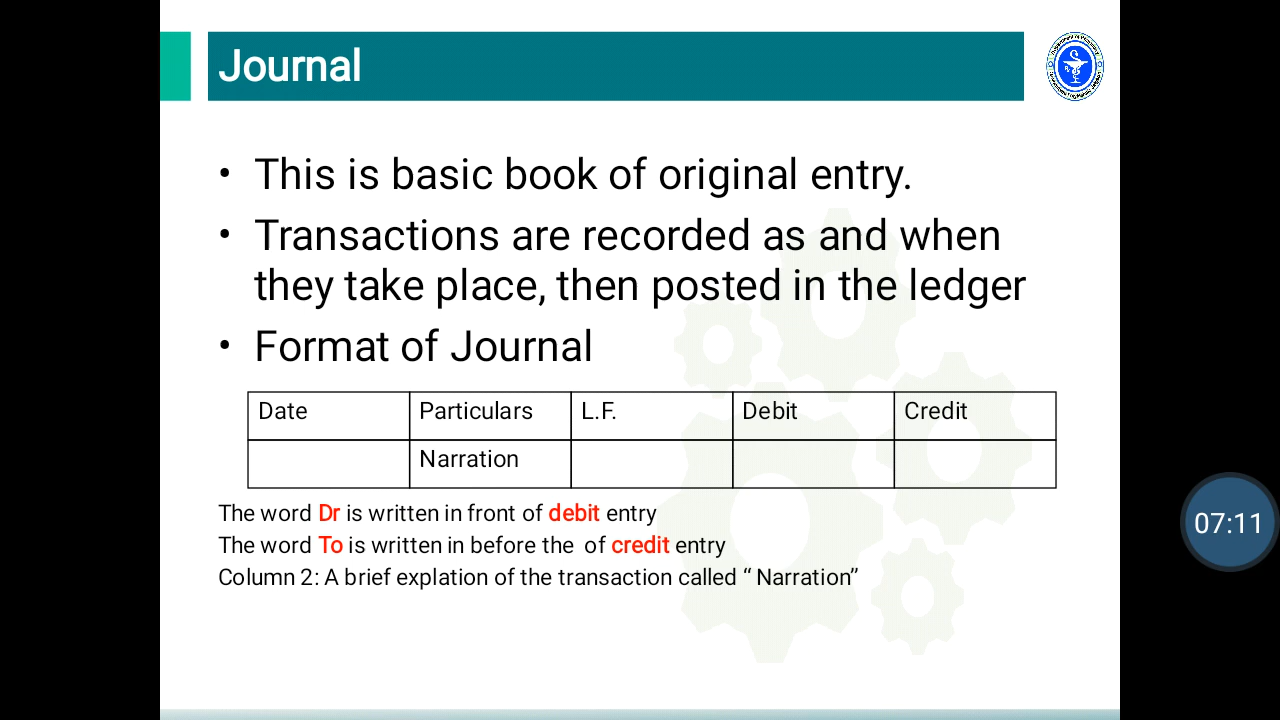 Journal
• This is basic book of original entry.
• Transactions are recorded as and when
they take place, then posted in the ledger
• Format of Journal
Date Particulars L.F. Debit Credit
Narration
The word Dr is written in front of debit entry
The word To is written in before the of credit entry
Column 2: A brief explation of the transaction called “ Narration”
07:11